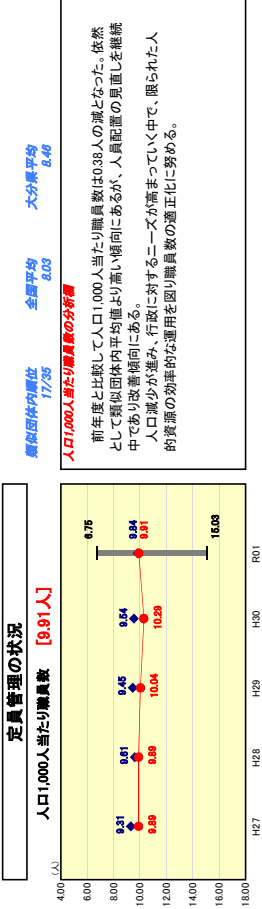 定員管理の状況
人口1,000人当たり職員数 [9.91人]
(人)
4.00
6.00
8.00
10.00
12.00
14.00
16.00
18.00
9.31
9.61
9.45
9.54
9.84
9.89
9.89
10.04
10.29
9.91
6.75
15.03
H27
H28
H29
H30
R01
類似団体内順位
17/35
全国平均
8.03
大分県平均
8.46
人口1,000人当たり職員数の分析欄
前年度と比較して人口1,000人当たり職員数は0.38人の減となった。依然
として類似団体内平均値より高い傾向にあるが、人員配置の見直しを継続
中であり改善傾向にある。
人口減少が進み、行政に対するニーズが高まっていく中で、限られた人
的資源の効率的な運用を図り職員数の適正化に努める。